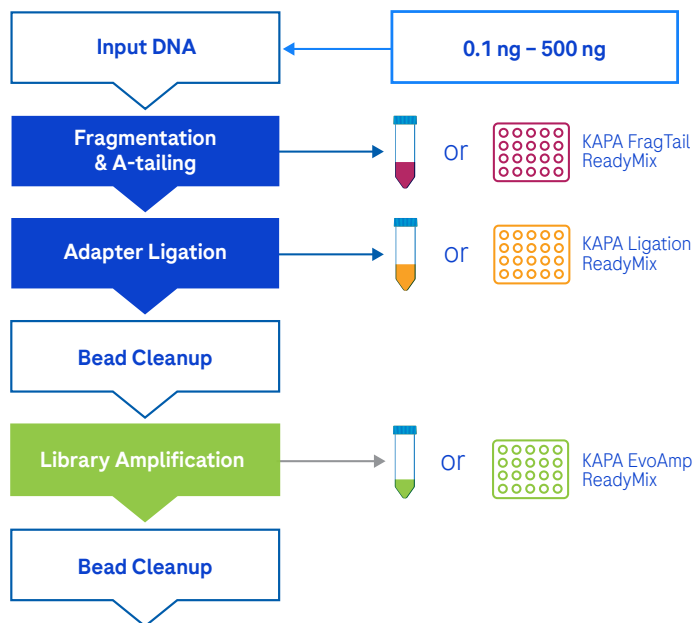 Input DNA
0.1 ng – 500 ng
Fragmentation
& A-tailing
or
KAPA FragTail
ReadyMix
Adapter Ligation
or
KAPA Ligation
ReadyMix
Bead Cleanup
Library Amplification
or
KAPA EvoAmp
ReadyMix
Bead Cleanup